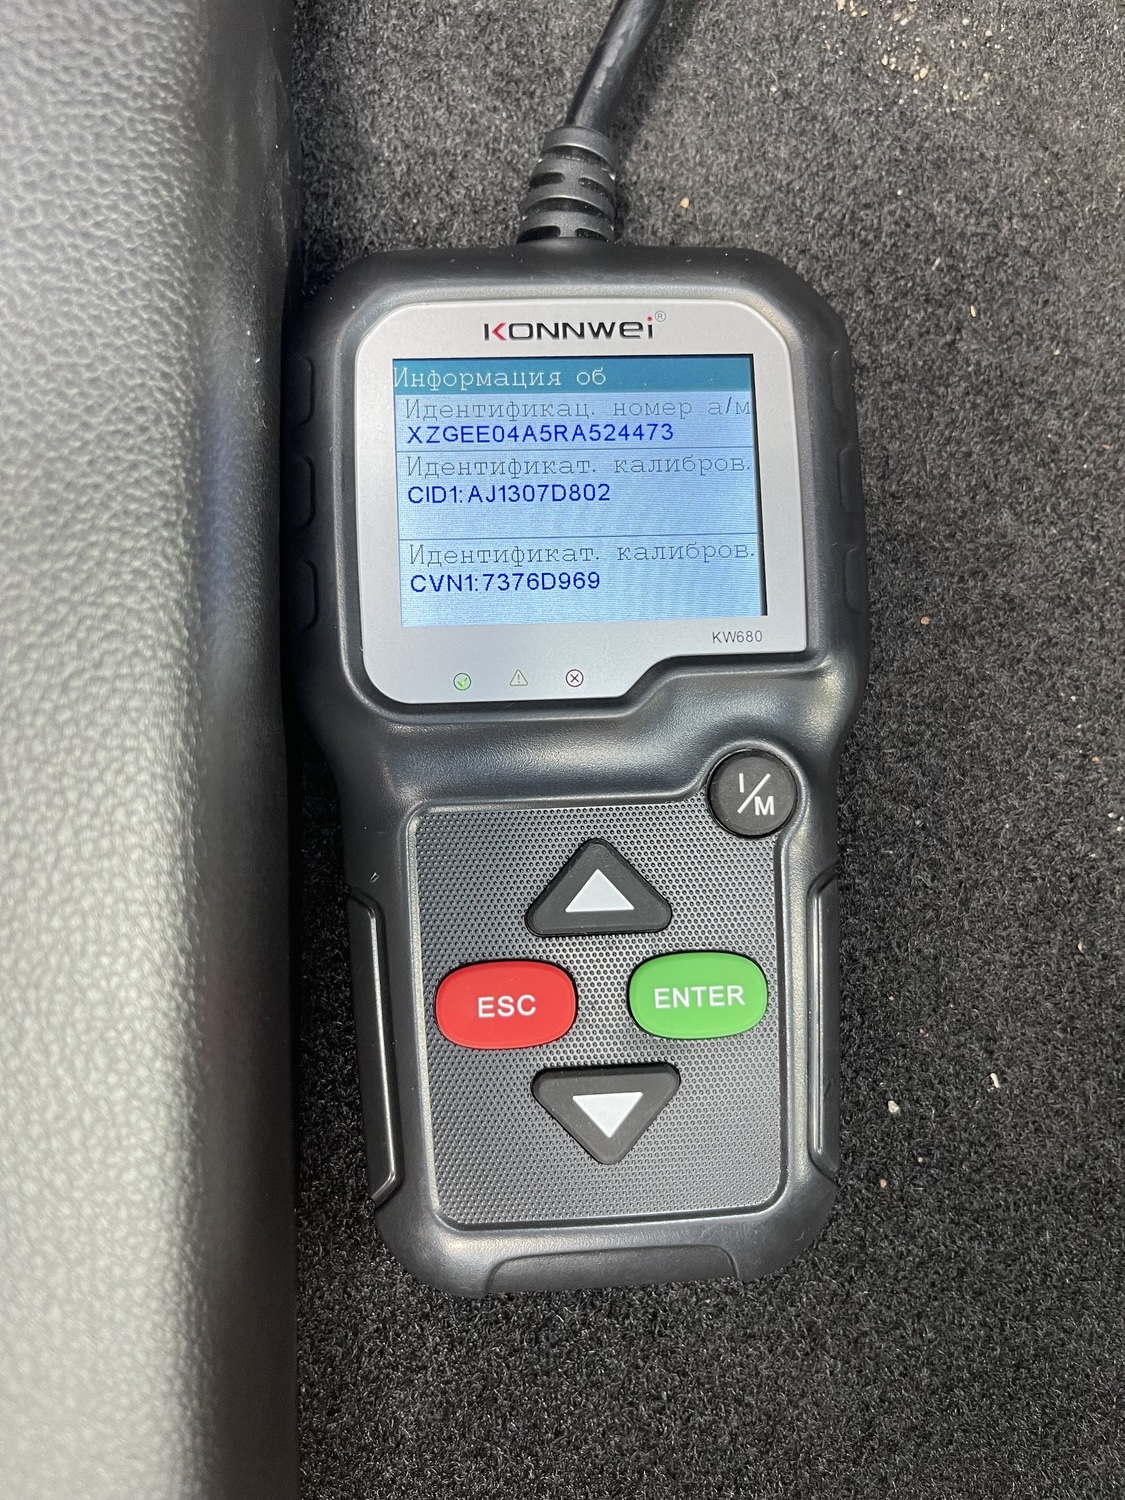 KONNWEI®
Информация об
Идентификац. номер а/м
XZGEE04A5RA524473
Идентификат. калибров.
CID1:AJ1307D802
Идентификат. калибров.
CVN1:7376D969
KW680
I/M
ESC
ENTER